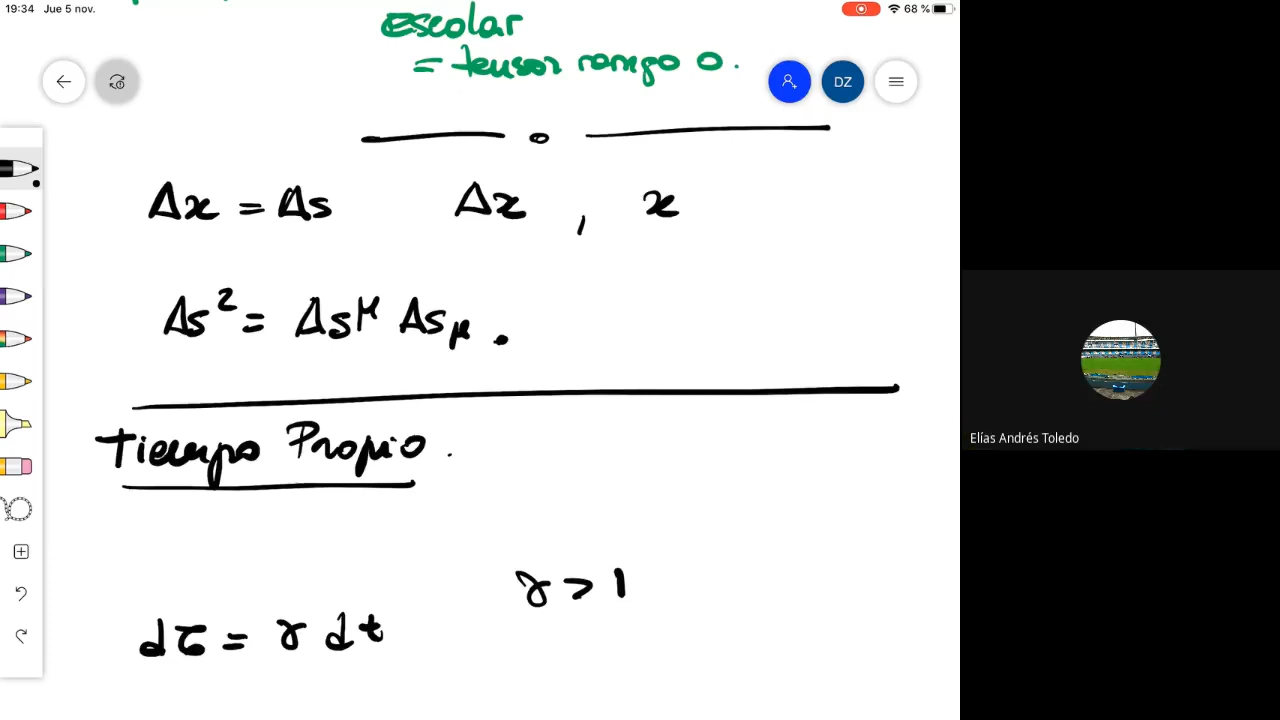 19:34 Jue 5 nov.
68 %
escolar
= tensor rango 0.
DZ
Δx = Δs Δx , x
Δs² = Δs^μ Δs_μ .
Tiempo Propio .
γ > 1
dτ = γ dt
Elías Andrés Toledo